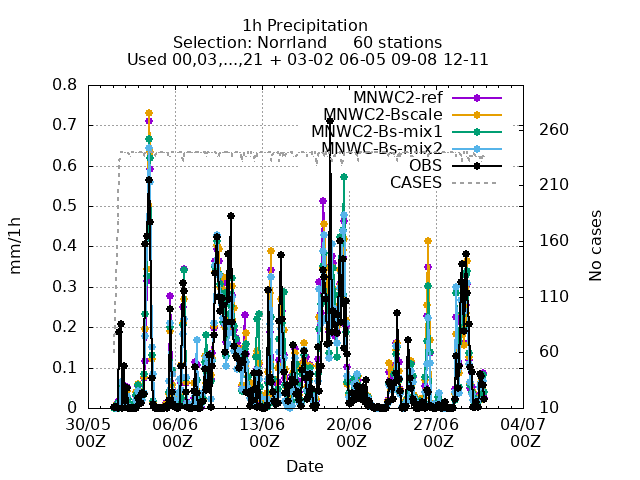 1h Precipitation
Selection: Norrland 60 stations
Used 00,03,...,21 + 03-02 06-05 09-08 12-11
0.8
0.7
0.6
0.5
0.4
0.3
0.2
0.1
0
mm/1h
MNWC2-ref
MNWC2-Bscale
MNWC2-Bs-mix1
MNWC-Bs-mix2
OBS
CASES
260
210
160
110
60
10
No cases
30/05 06/06 13/06 20/06 27/06 04/07
00Z 00Z 00Z 00Z 00Z 00Z
Date